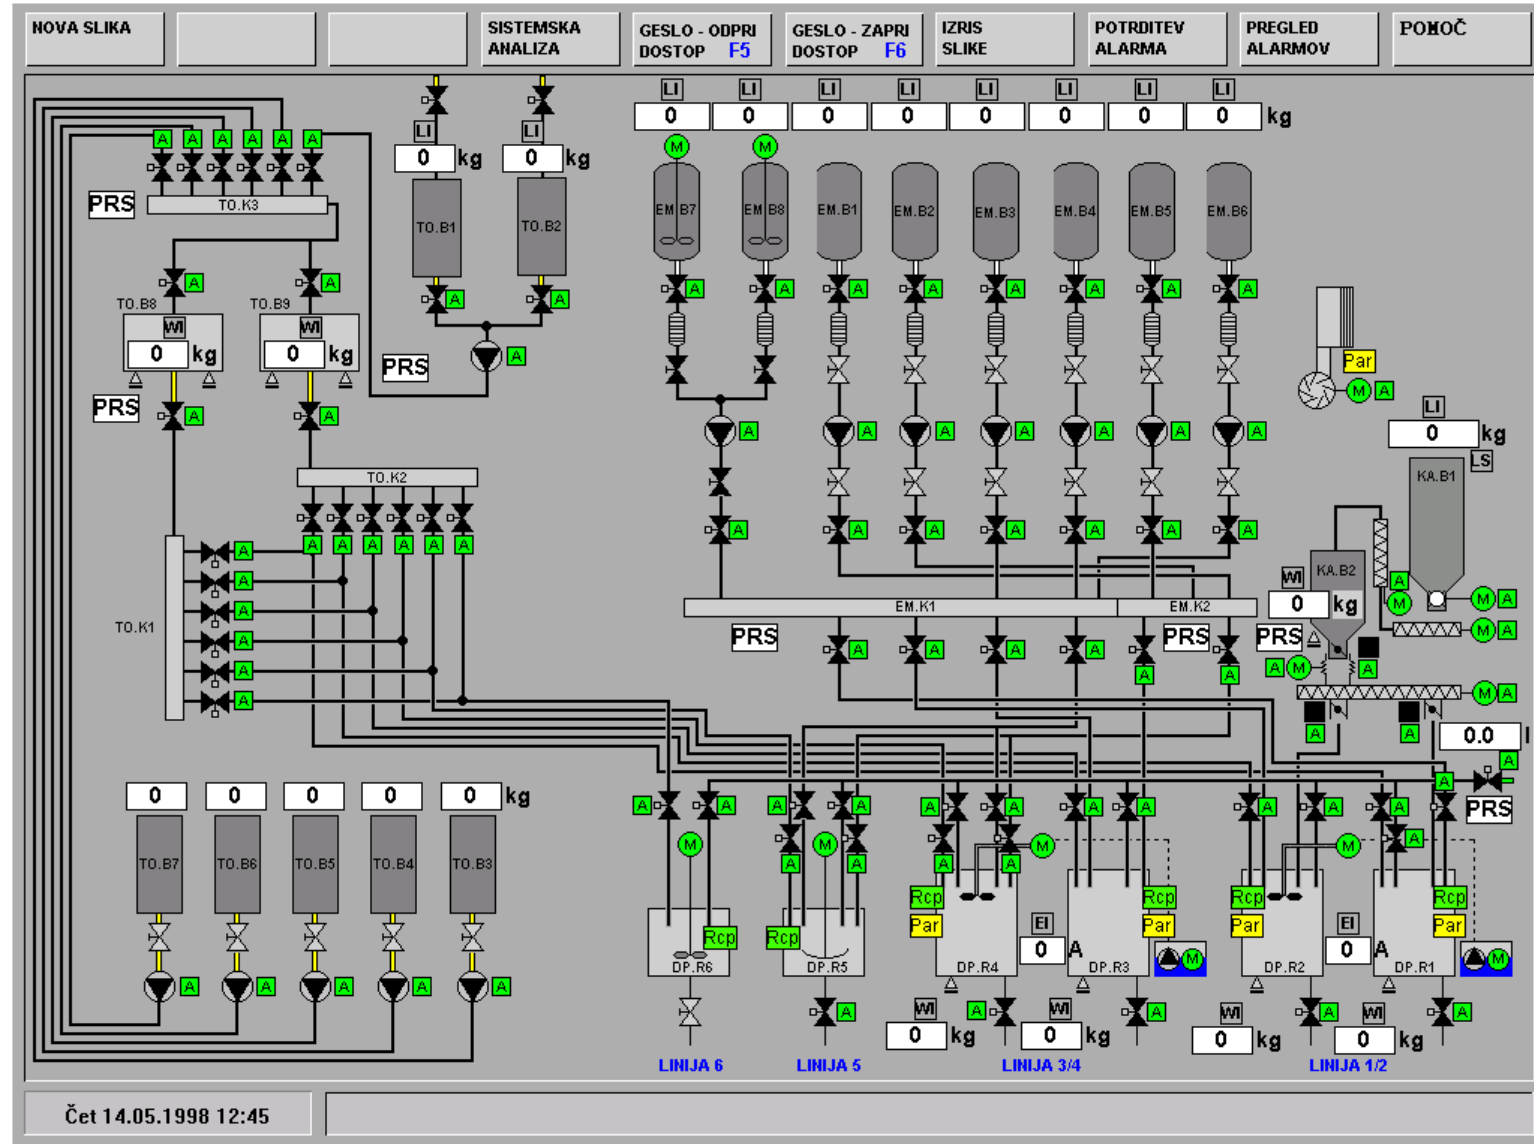 NOVA SLIKA
SISTEMSKA
ANALIZA
GESLO - ODPRI
DOSTOP F5
GESLO - ZAPRI
DOSTOP F6
IZRIS
SLIKE
POTRDITEV
ALARMA
PREGLED
ALARMOV
POMOČ
LI LI LI LI LI LI LI LI
0 0 0 0 0 0 0 0 kg
LI LI
0 kg 0 kg
M M
A A A A A A
PRS TO.K3
TO.B1 TO.B2
EM.B7 EM.B8 EM.B1 EM.B2 EM.B3 EM.B4 EM.B5 EM.B6
A A
A A
A A A A A A A A
TO.B8 TO.B9
WI WI
0 kg 0 kg
PRS A
Par
M A
PRS
A A
LI
0 kg
A A A A A A A
LS
TO.K2
KA.B1
A A A A A A A
A A A A A A
A
A
A
A
A
A
TO.K1
KA.B2
WI
0 kg
A
M
M A
M A
EM.K1 EM.K2
PRS PRS PRS
A A A A A A
A M A
M A
A A
0.0 l
A
A
PRS
0 0 0 0 0 kg
TO.B7 TO.B6 TO.B5 TO.B4 TO.B3
A A A A A
A A A A A A A A A A A A
M M M M
A A A A A
Rcp Rcp Rcp Rcp Rcp Rcp
Par Par Par Par
EI EI
0 A 0 A
M M
DP.R6 DP.R5 DP.R4 DP.R3 DP.R2 DP.R1
A A A A A
WI WI WI WI
0 kg 0 kg 0 kg 0 kg
LINIJA 6 LINIJA 5 LINIJA 3/4 LINIJA 1/2
Čet 14.05.1998 12:45